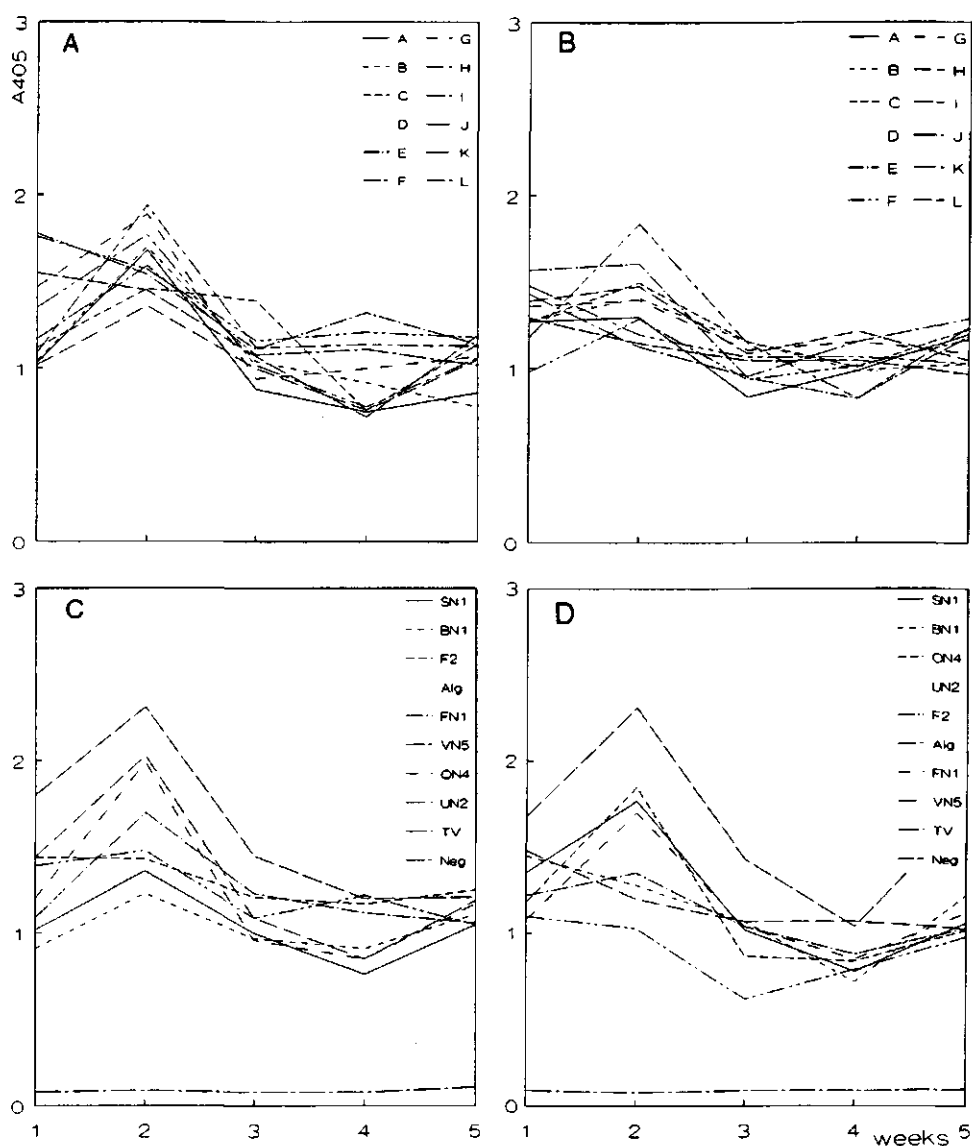 3
A405
2
1
0
A
A G
B H
C I
D J
E K
F L
3
2
1
0
B
A G
B H
C I
D J
E K
F L
3
2
1
0
1 2 3 4 5
C
SN1
BN1
F2
Alg
FN1
VN5
ON4
UN2
TV
Neg
3
2
1
0
1 2 3 4 5
weeks
D
SN1
BN1
ON4
UN2
F2
Alg
FN1
VN5
TV
Neg